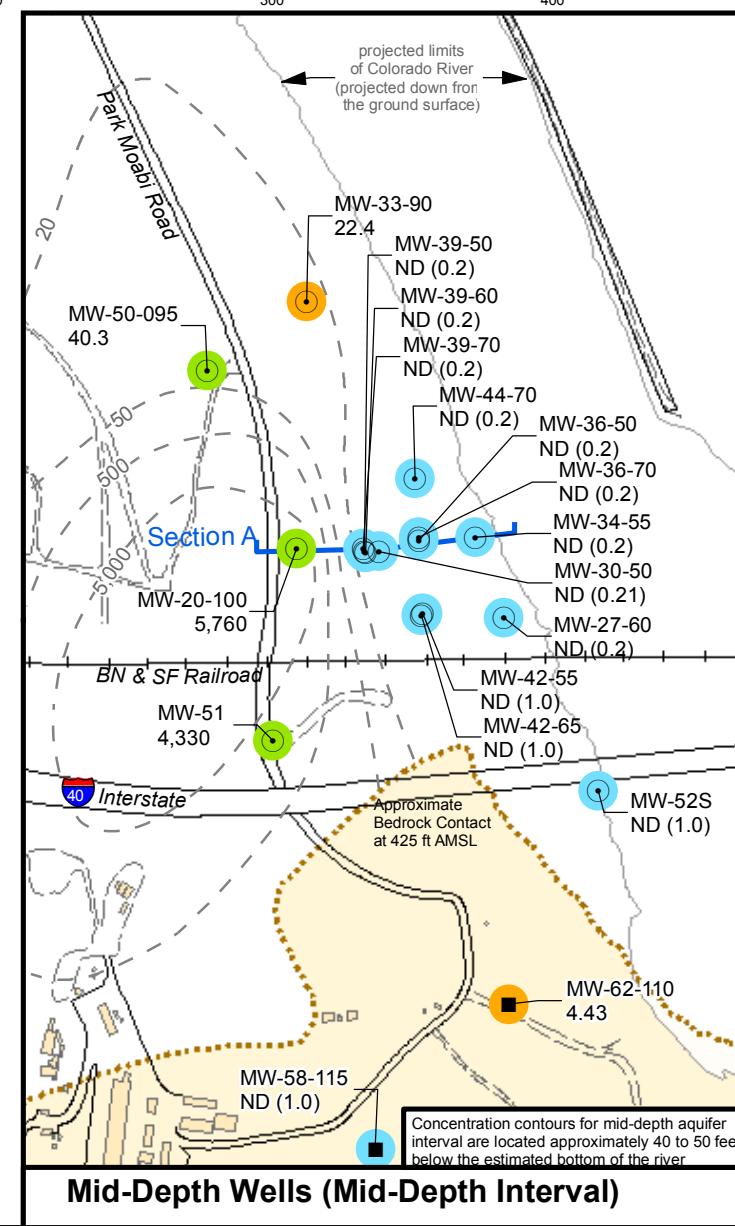 300
400
projected limits
of Colorado River
(projected down from
the ground surface)
Park Moabi Road
20
MW-33-90
22.4
MW-39-50
ND (0.2)
MW-39-60
ND (0.2)
MW-39-70
ND (0.2)
MW-50-095
40.3
MW-44-70
ND (0.2)
50
MW-36-50
ND (0.2)
MW-36-70
ND (0.2)
500
MW-34-55
ND (0.2)
Section A
MW-30-50
ND (0.21)
5,000
MW-20-100
5,760
MW-27-60
ND (0.2)
BN & SF Railroad
MW-42-55
ND (1.0)
MW-42-65
ND (1.0)
MW-51
4,330
40
Interstate
Approximate
Bedrock Contact
at 425 ft AMSL
MW-52S
ND (1.0)
MW-62-110
4.43
MW-58-115
ND (1.0)
Concentration contours for mid-depth aquifer
interval are located approximately 40 to 50 fee
below the estimated bottom of the river
Mid-Depth Wells (Mid-Depth Interval)